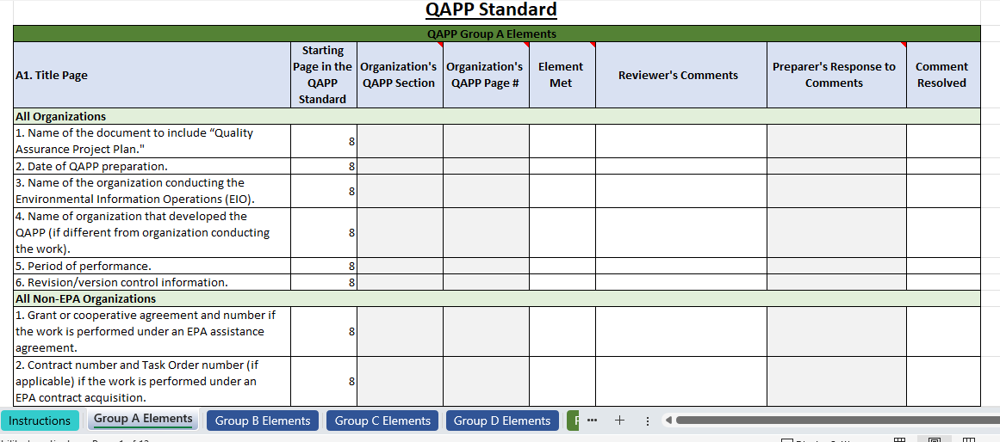 QAPP Standard
QAPP Group A Elements
A1. Title Page
Starting
Page in the
QAPP
Standard
Organization's
QAPP Section
Organization's
QAPP Page #
Element
Met
Reviewer's Comments
Preparer's Response to
Comments
Comment
Resolved
All Organizations
1. Name of the document to include “Quality
Assurance Project Plan."
8
2. Date of QAPP preparation.
8
3. Name of the organization conducting the
Environmental Information Operations (EIO).
8
4. Name of organization that developed the
QAPP (if different from organization conducting
the work).
8
5. Period of performance.
8
6. Revision/version control information.
8
All Non-EPA Organizations
1. Grant or cooperative agreement and number if
the work is performed under an EPA assistance
agreement.
8
2. Contract number and Task Order number (if
applicable) if the work is performed under an
EPA contract acquisition.
8
Instructions
Group A Elements
Group B Elements
Group C Elements
Group D Elements